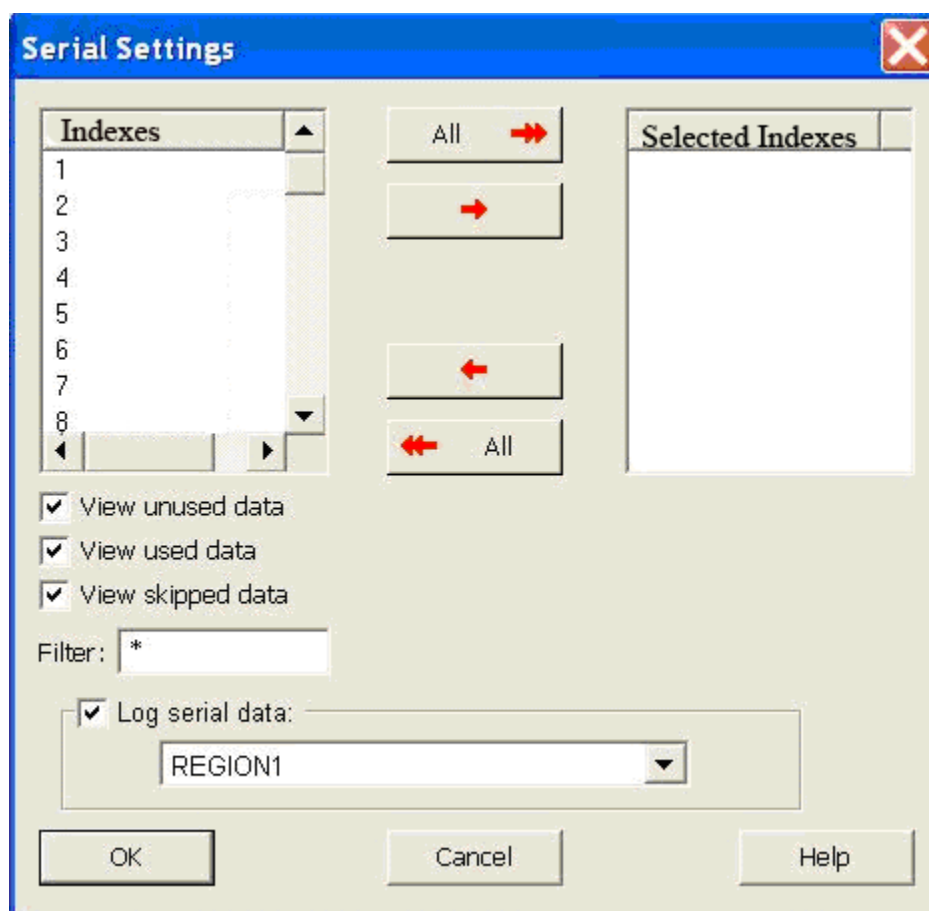 Serial Settings
Indexes
1
2
3
4
5
6
7
8
All
All
Selected Indexes
View unused data
View used data
View skipped data
Filter: *
Log serial data:
REGION1
OK
Cancel
Help